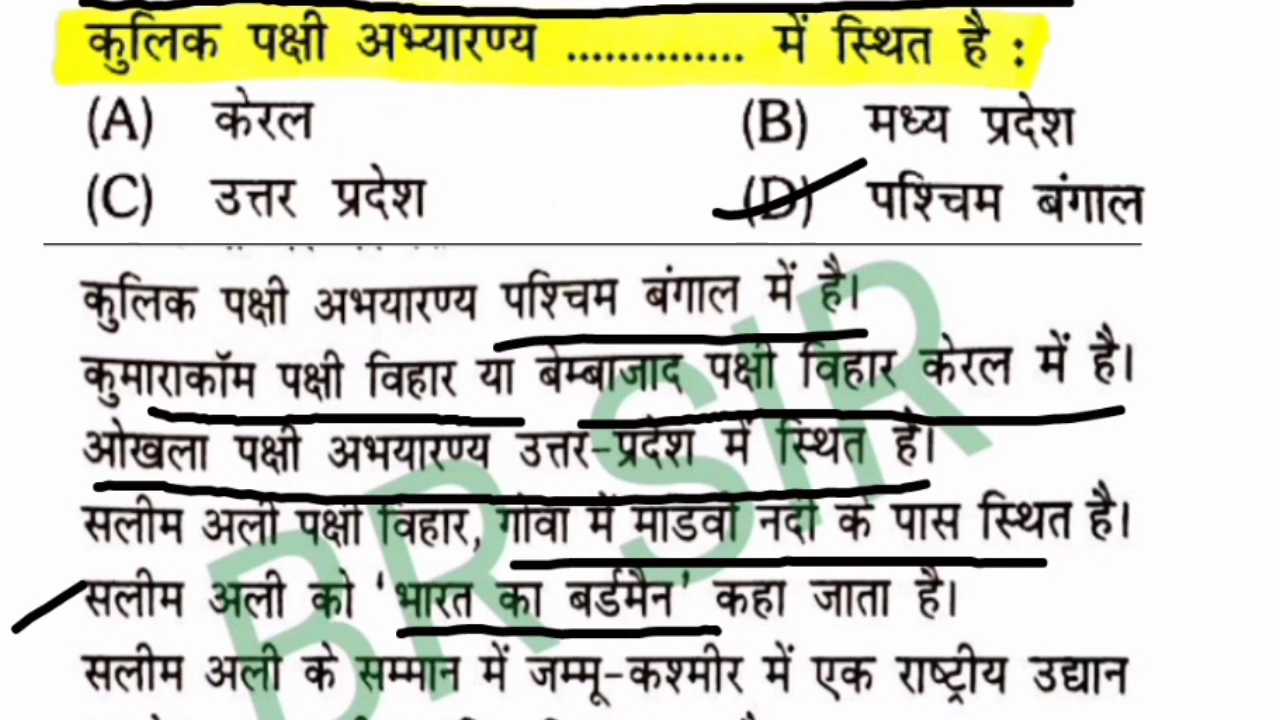 कुलिक पक्षी अभ्यारण्य .............. में स्थित है :
(A) केरल (B) मध्य प्रदेश
(C) उत्तर प्रदेश (D) पश्चिम बंगाल
कुलिक पक्षी अभयारण्य पश्चिम बंगाल में है।
कुमाराकॉम पक्षी विहार या बेम्बाजाद पक्षी विहार केरल में है।
ओखला पक्षी अभयारण्य उत्तर-प्रदेश में स्थित है।
सलीम अली पक्षी विहार, गोवा में मांडवी नदी के पास स्थित है।
सलीम अली को 'भारत का बर्डमैन' कहा जाता है।
सलीम अली के सम्मान में जम्मू-कश्मीर में एक राष्ट्रीय उद्यान
BR SIR